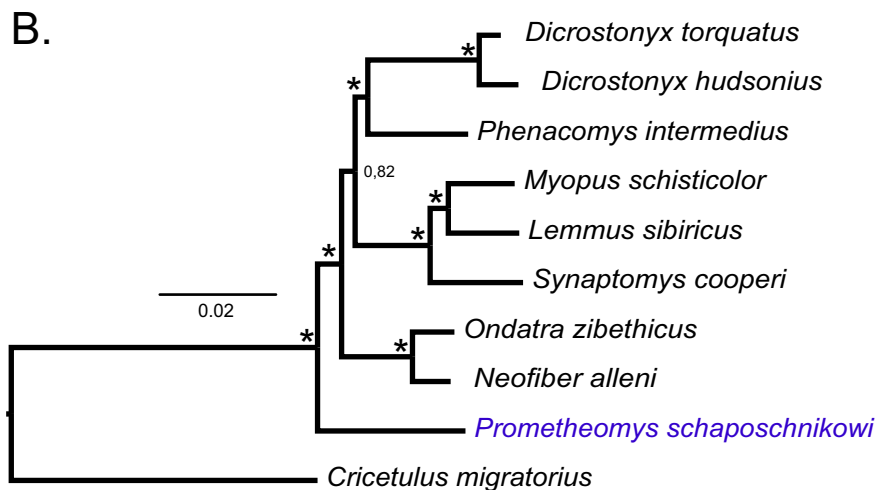 B.
Dicrostonyx torquatus
*
Dicrostonyx hudsonius
*
Phenacomys intermedius
0,82
Myopus schisticolor
*
Lemmus sibiricus
*
Synaptomys cooperi
*
0.02
Ondatra zibethicus
*
*
Neofiber alleni
Prometheomys schaposchnikowi
Cricetulus migratorius